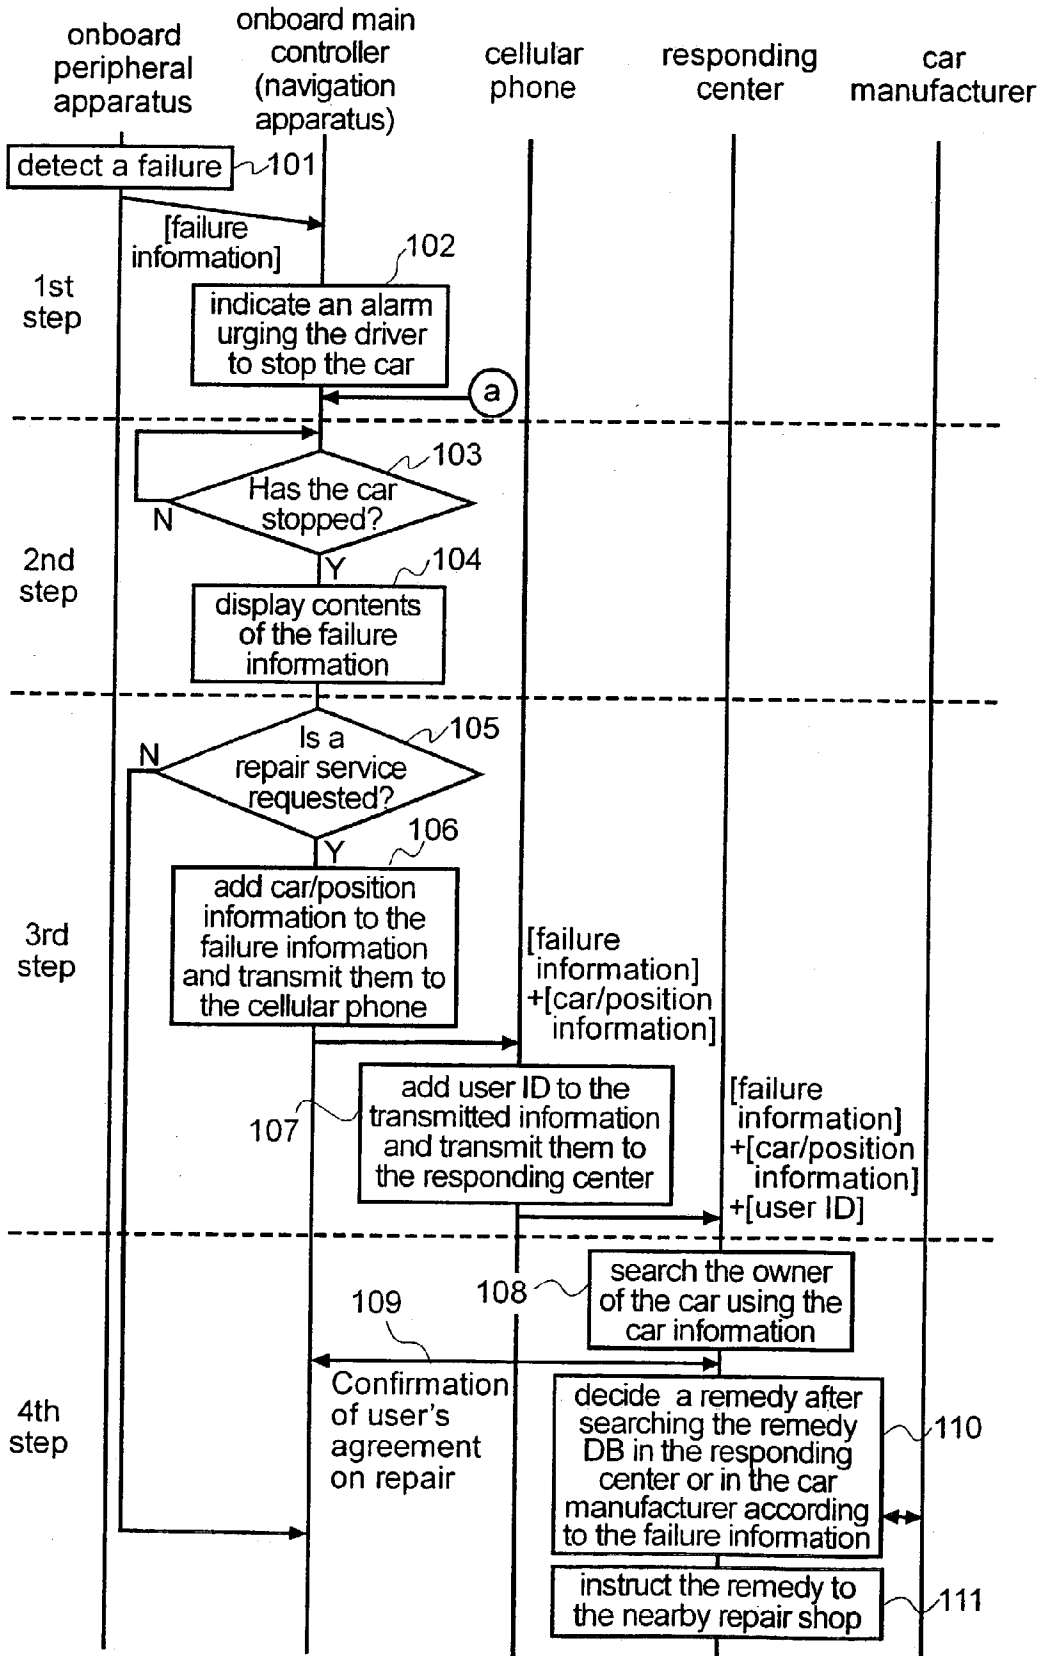 onboard
peripheral
apparatus
onboard main
controller
(navigation
apparatus)
cellular
phone
responding
center
car
manufacturer
detect a failure
101
[failure
information]
102
1st
step
indicate an alarm
urging the driver
to stop the car
a
103
Has the car
stopped?
N
Y
104
2nd
step
display contents
of the failure
information
105
Is a
repair service
requested?
N
Y
106
3rd
step
add car/position
information to the
failure information
and transmit them to
the cellular phone
[failure
information]
+[car/position
information]
107
add user ID to the
transmitted information
and transmit them to
the responding center
[failure
information]
+[car/position
information]
+[user ID]
108
search the owner
of the car using the
car information
109
Confirmation
of user's
agreement
on repair
4th
step
decide a remedy after
searching the remedy
DB in the responding
center or in the car
manufacturer according
to the failure information
110
instruct the remedy to
the nearby repair shop
111